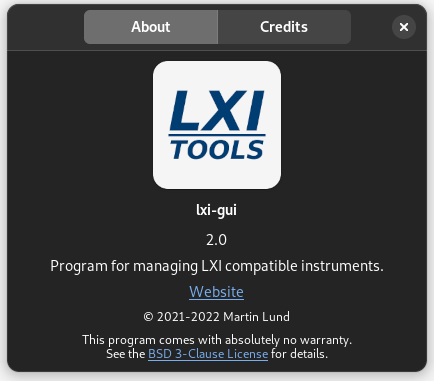 About Credits
LXI
TOOLS
lxi-gui
2.0
Program for managing LXI compatible instruments.
Website
© 2021-2022 Martin Lund
This program comes with absolutely no warranty.
See the BSD 3-Clause License for details.